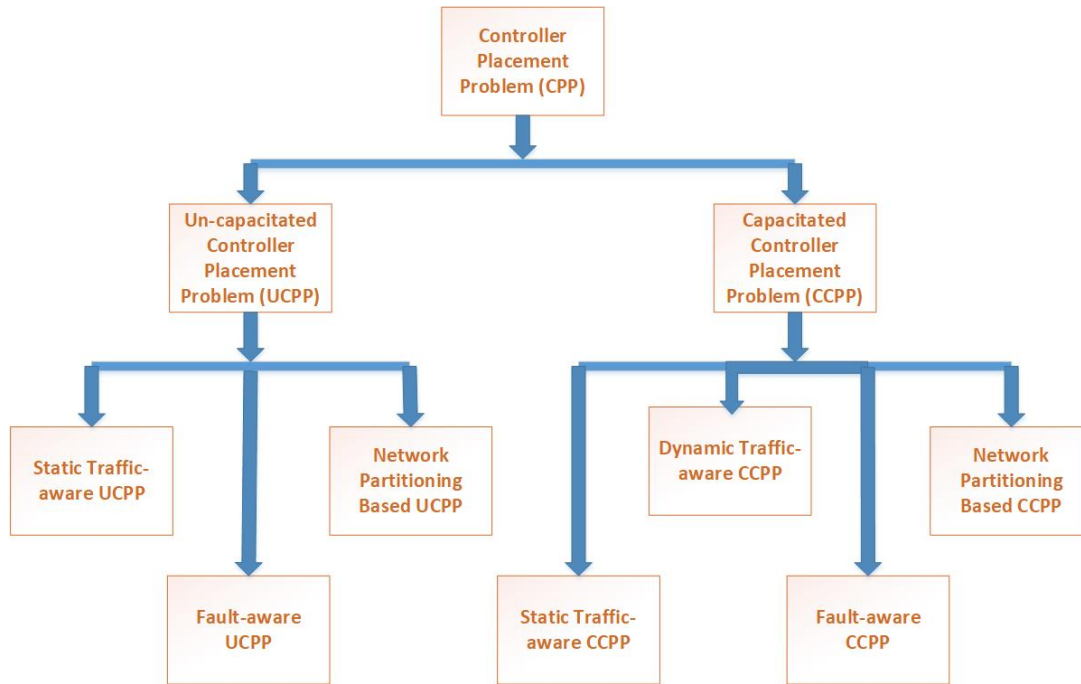 Controller
Placement
Problem (CPP)
Un-capacitated
Controller
Placement
Problem (UCPP)
Capacitated
Controller
Placement
Problem (CCPP)
Static Traffic-
aware UCPP
Network
Partitioning
Based UCPP
Dynamic Traffic-
aware CCPP
Network
Partitioning
Based CCPP
Fault-aware
UCPP
Static Traffic-
aware CCPP
Fault-aware
CCPP